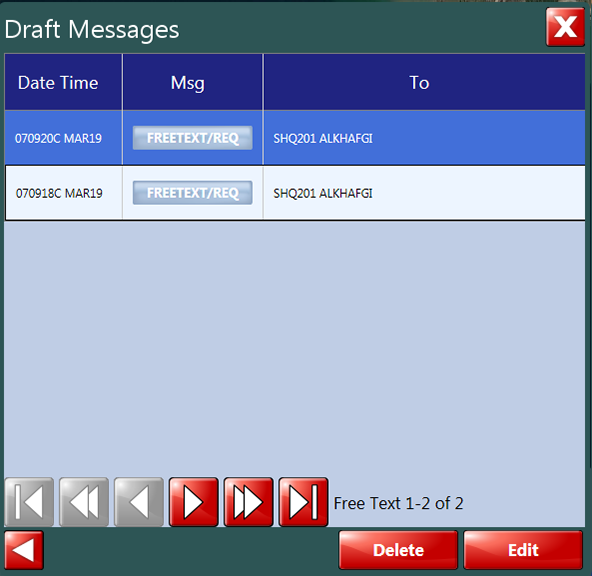 Draft Messages
X
Date Time Msg To
070920C MAR19 FREETEXT/REQ SHQ201 ALKHAFGI
070918C MAR19 FREETEXT/REQ SHQ201 ALKHAFGI
Free Text 1-2 of 2
Delete Edit